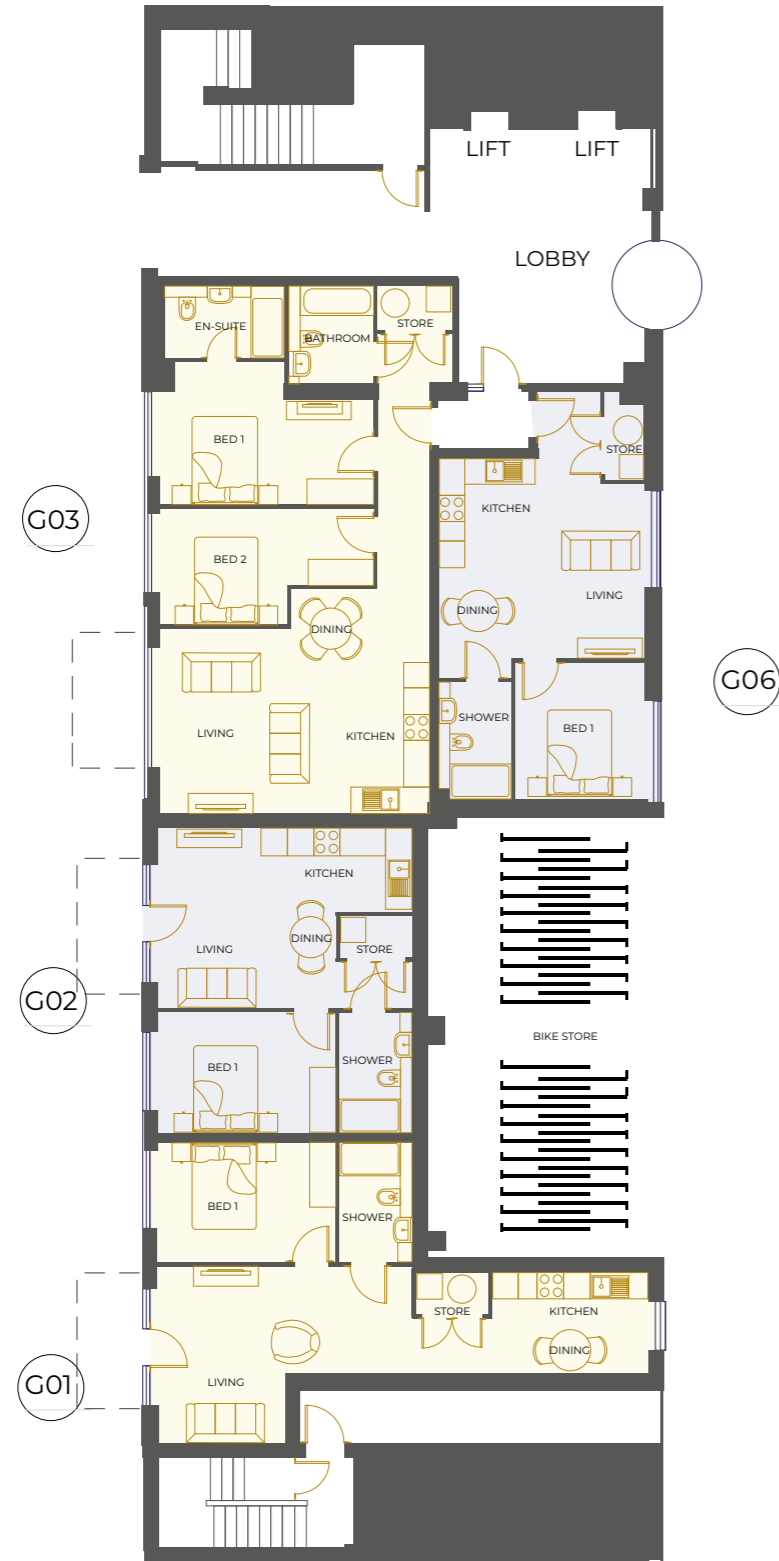 LIFT
LIFT
LOBBY
EN-SUITE
BATHROOM
STORE
BED 1
STORE
G03
KITCHEN
BED 2
LIVING
DINING
DINING
G06
SHOWER
BED 1
LIVING
KITCHEN
KITCHEN
DINING
LIVING
STORE
G02
BIKE STORE
SHOWER
BED 1
BED 1
SHOWER
STORE
KITCHEN
DINING
G01
LIVING